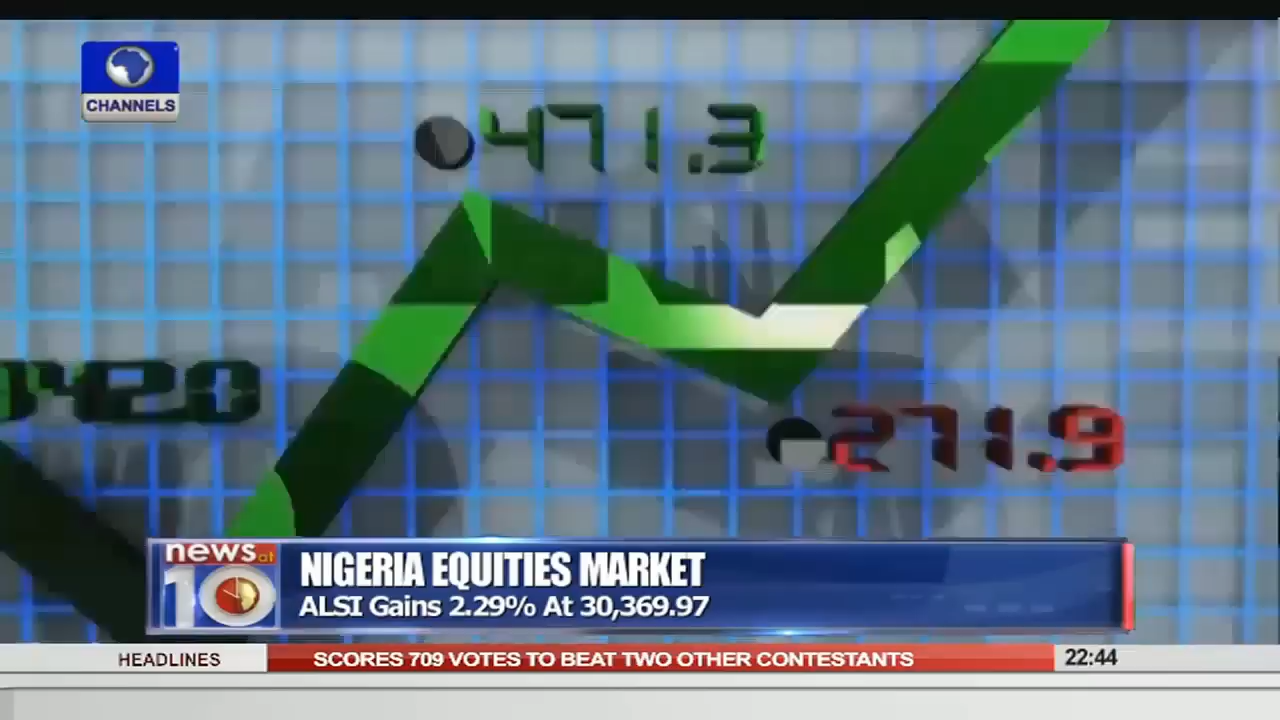 CHANNELS
471.3
271.9
news at
10
NIGERIA EQUITIES MARKET
ALSI Gains 2.29% At 30,369.97
HEADLINES
SCORES 709 VOTES TO BEAT TWO OTHER CONTESTANTS
22:44